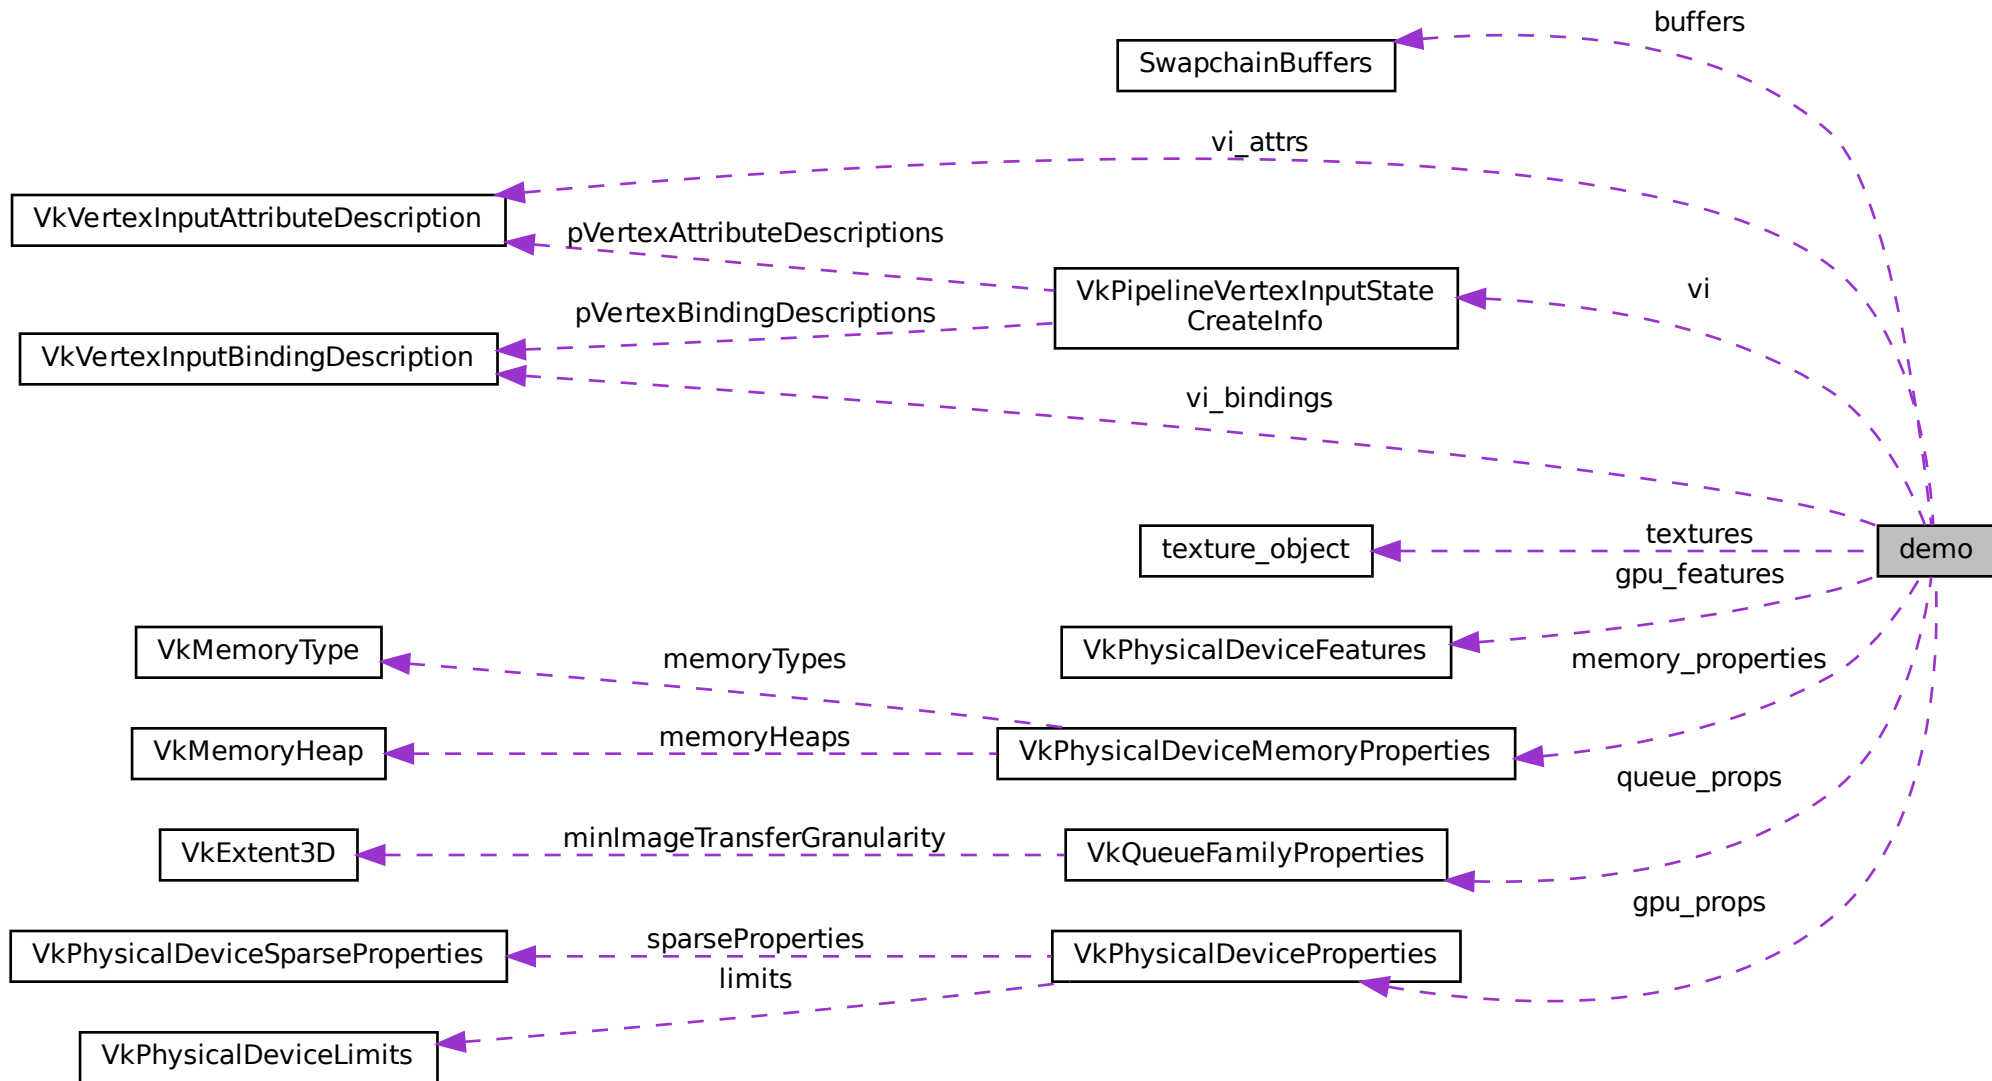 buffers
SwapchainBuffers
vi_attrs
VkVertexInputAttributeDescription
pVertexAttributeDescriptions
VkPipelineVertexInputState
CreateInfo
vi
pVertexBindingDescriptions
VkVertexInputBindingDescription
vi_bindings
textures
texture_object
demo
gpu_features
VkMemoryType
memoryTypes
VkPhysicalDeviceFeatures
memory_properties
VkMemoryHeap
memoryHeaps
VkPhysicalDeviceMemoryProperties
queue_props
VkExtent3D
minImageTransferGranularity
VkQueueFamilyProperties
gpu_props
VkPhysicalDeviceSparseProperties
sparseProperties
VkPhysicalDeviceProperties
limits
VkPhysicalDeviceLimits